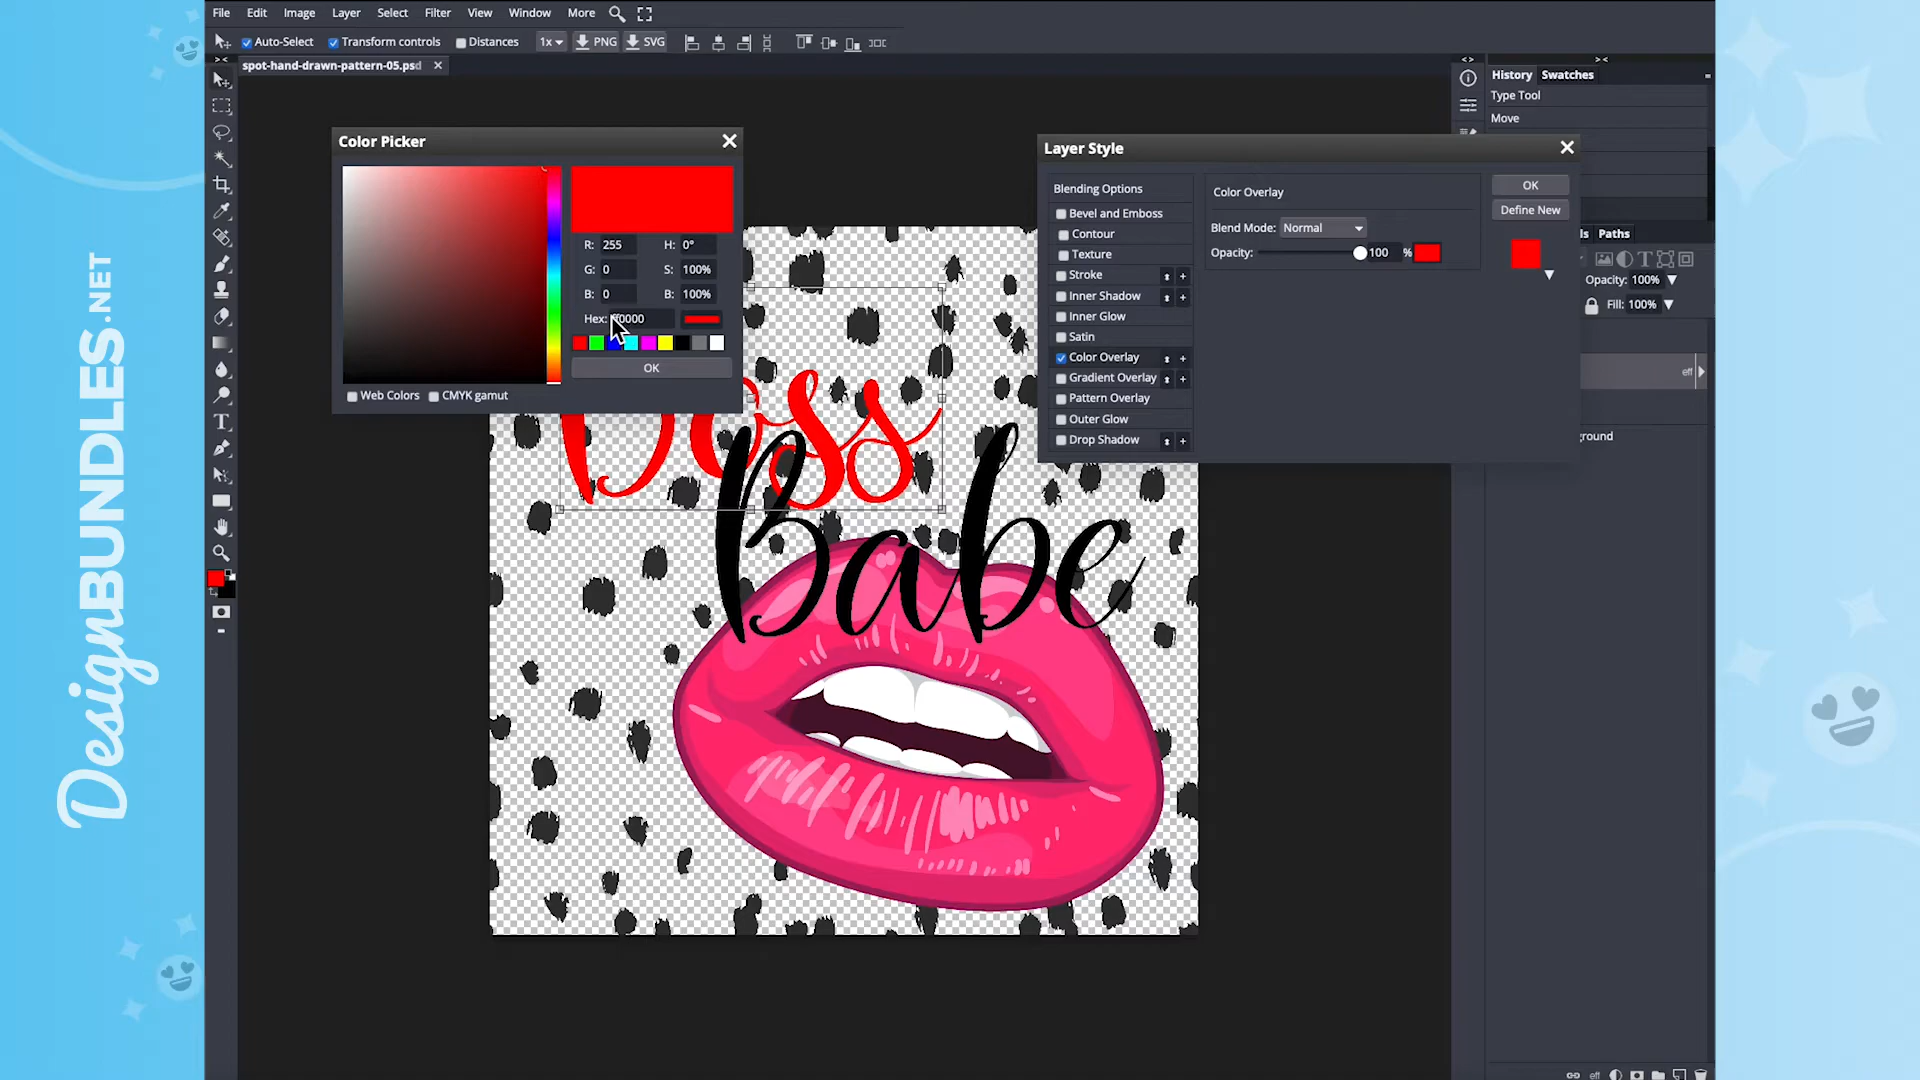 File Edit Image Layer Select Filter View Window More
Auto-Select Transform controls Distances 1x PNG SVG
spot-hand-drawn-pattern-05.psd
History Swatches
Type Tool
Move
Color Picker
R: 255 H: 0°
G: 0 S: 100%
B: 0 B: 100%
Hex: ff0000
OK
Web Colors CMYK gamut
Layer Style
Blending Options
Bevel and Emboss
Contour
Texture
Stroke
Inner Shadow
Inner Glow
Satin
Color Overlay
Gradient Overlay
Pattern Overlay
Outer Glow
Drop Shadow
Color Overlay
Blend Mode: Normal
Opacity: 100 %
OK
Define New
Paths
Opacity: 100%
Fill: 100%
eff
Boss
Babe
DesignBUNDLES.NET
eff